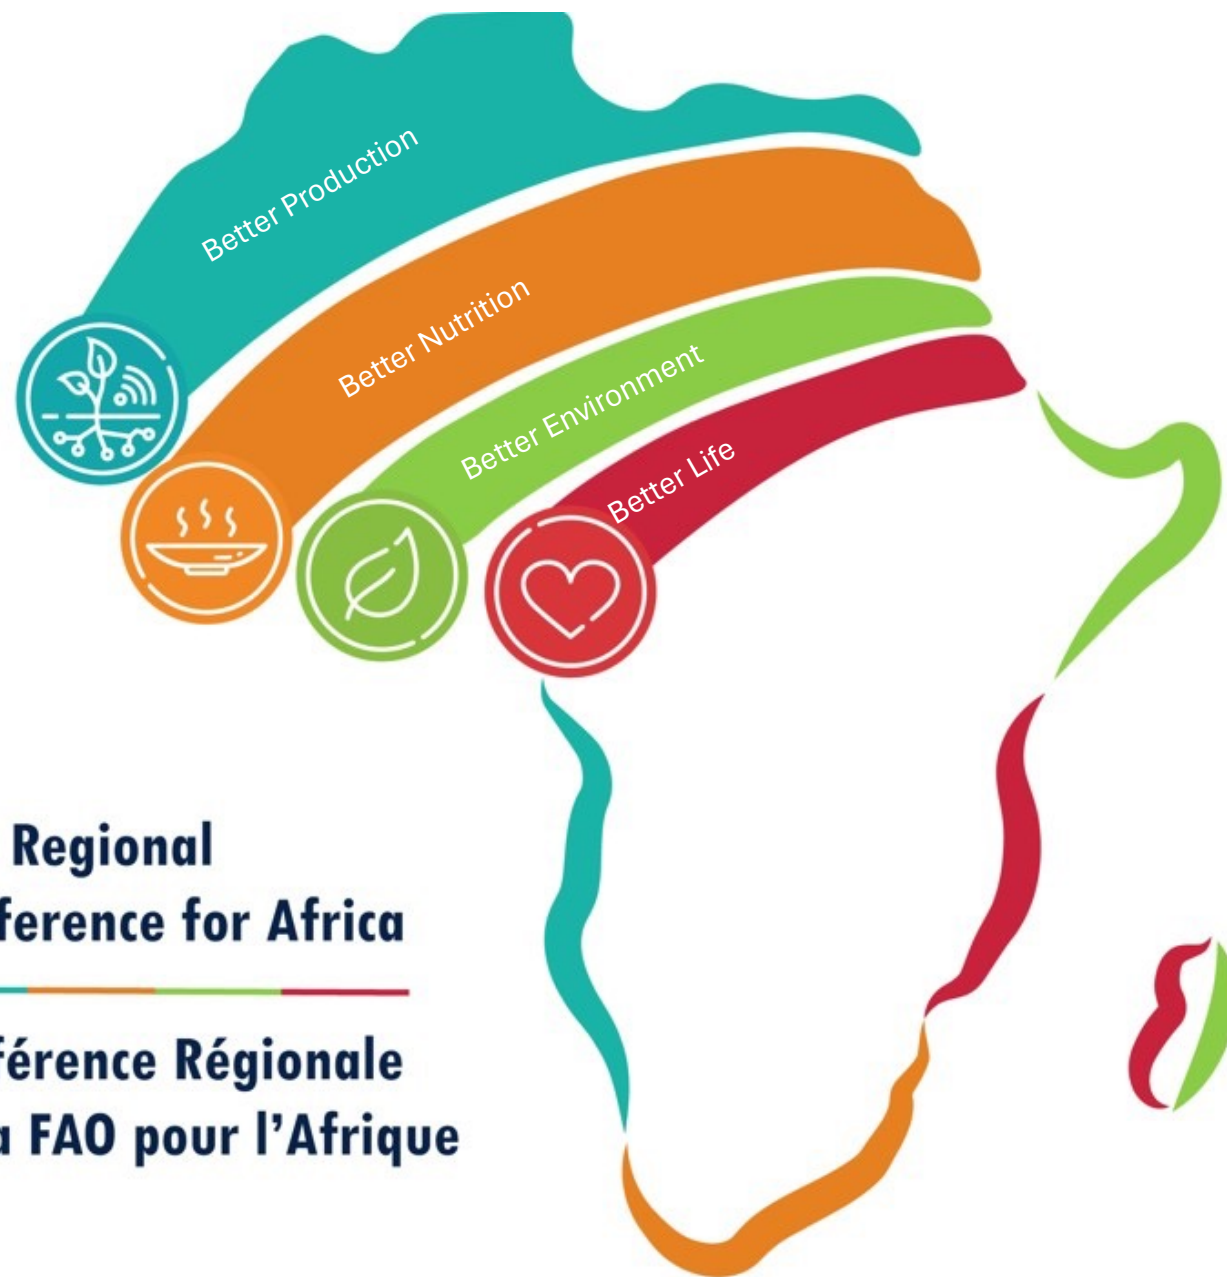 Better Production
Better Nutrition
Better Environment
Better Life
Regional
ference for Africa
férence Régionale
a FAO pour l'Afrique